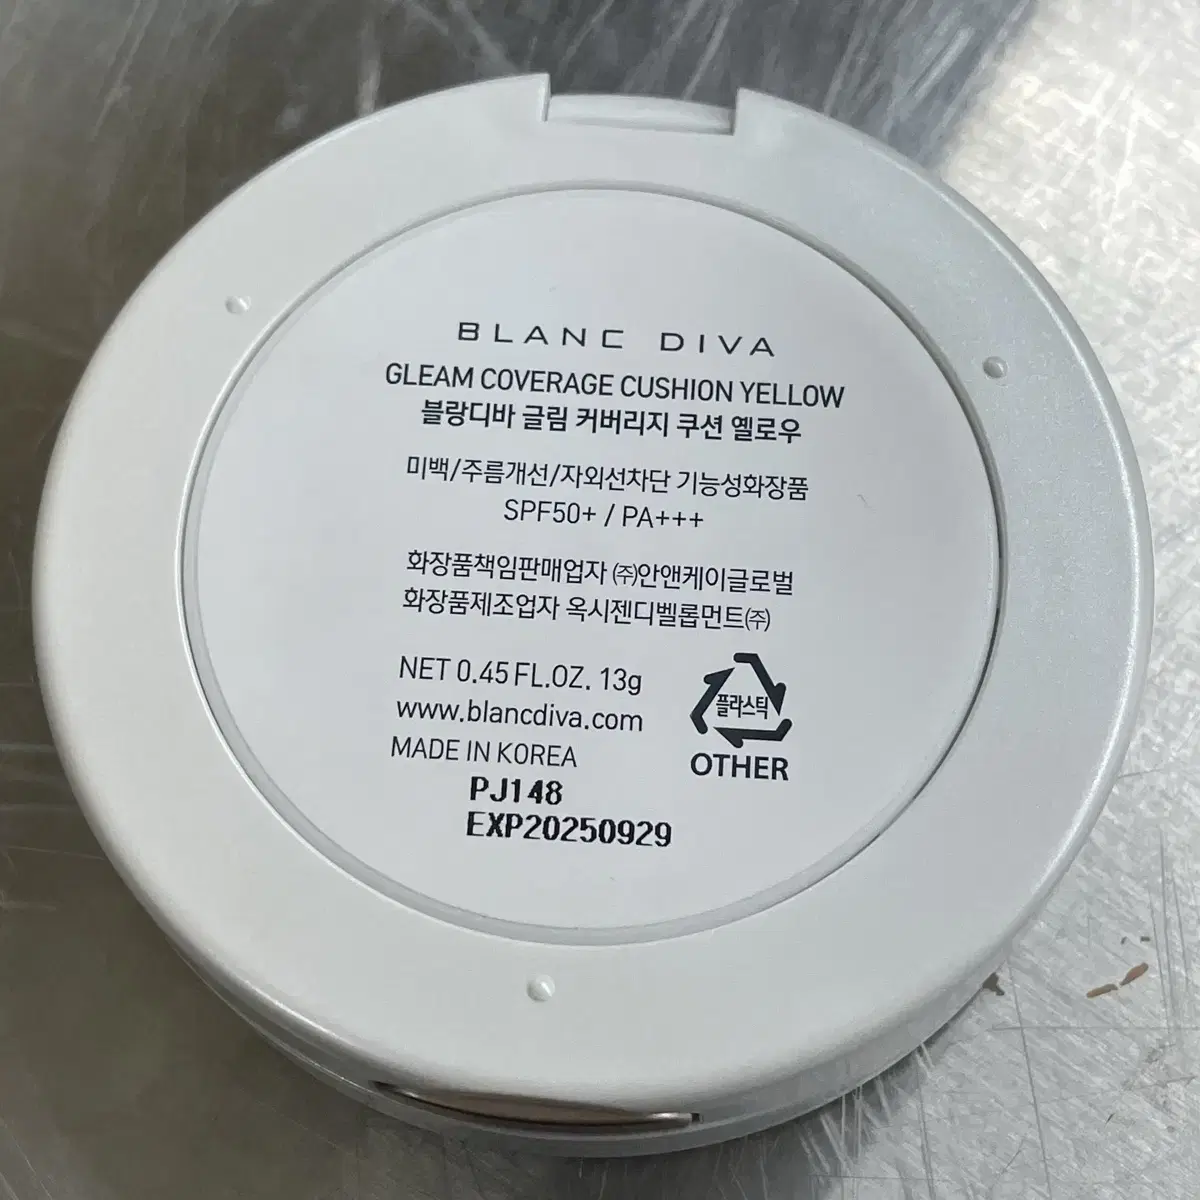 BLANC DIVA
GLEAM COVERAGE CUSHION YELLOW
블랑디바 글림 커버리지 쿠션 옐로우
미백/주름개선/자외선차단 기능성화장품
SPF50+ / PA+++
화장품책임판매업자 ㈜안앤케이글로벌
화장품제조업자 옥시젠디벨롭먼트㈜
NET 0.45 FL.OZ. 13g
www.blancdiva.com
MADE IN KOREA
플라스틱
OTHER
PJ148
EXP20250929